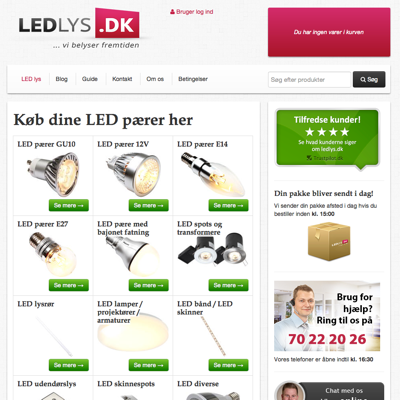 LEDLYS.DK
... vi belyser fremtiden
Bruger log ind
Du har ingen varer i kurven
LED lys
Blog
Guide
Kontakt
Om os
Betingelser
Søg efter produkter...
Søg
Køb dine LED pærer her
LED pærer GU10
LED pærer 12V
LED pærer E14
Se mere →
Se mere →
Se mere →
LED pærer E27
LED pære med
bajonet fatning
LED spots og
transformere
Se mere →
Se mere →
Se mere →
LED lysrør
LED lamper /
projektører /
armaturer
LED bånd / LED
skinner
Se mere →
Se mere →
Se mere →
LED udendørslys
LED skinnespots
LED diverse
Tilfredse kunder!
Se hvad kunderne siger
om ledlys.dk
Trustpilot.dk
Din pakke bliver sendt i dag!
Vi sender din pakke afsted i dag hvis du
bestiller inden kl. 15:00
LEDLYS.DK
Brug for
hjælp?
Ring til os på
70 22 20 26
Vores telefoner er åbne indtil kl. 16:30
Chat med os